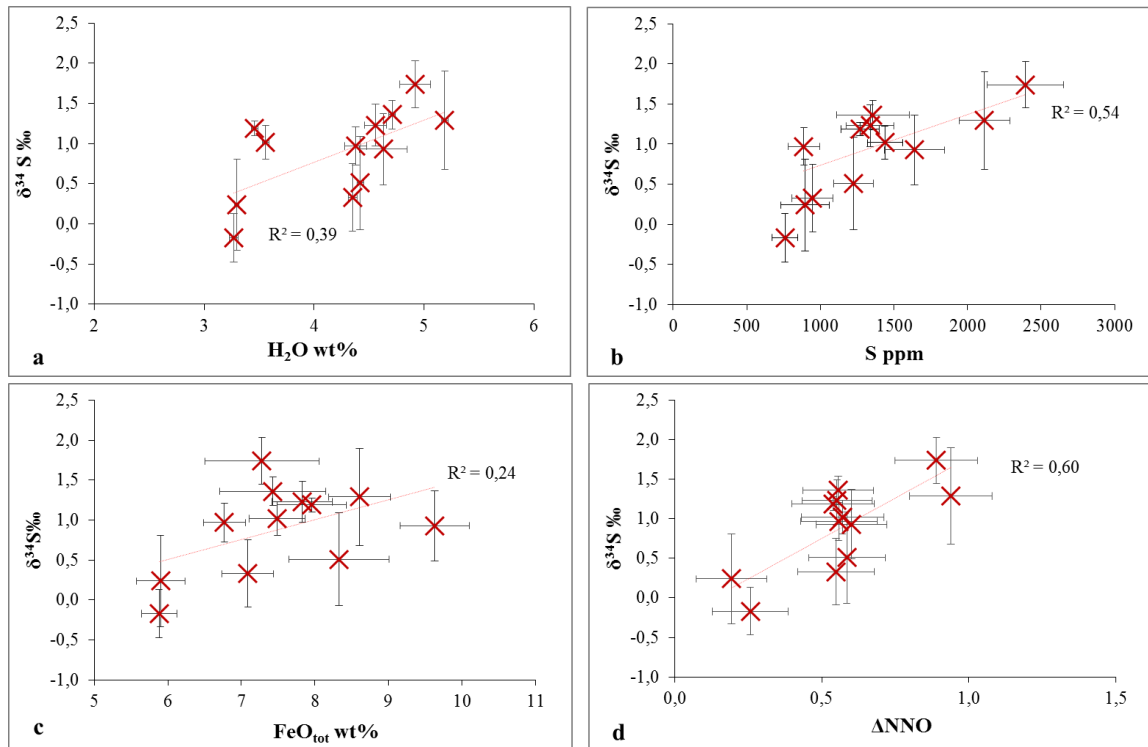 2,5
2,0
1,5
1,0
0,5
0,0
-0,5
-1,0
δ³⁴ S ‰
R² = 0,39
2 3 4 5 6
a H₂O wt%
2,5
2,0
1,5
1,0
0,5
0,0
-0,5
-1,0
δ³⁴S ‰
R² = 0,54
0 500 1000 1500 2000 2500 3000
b S ppm
2,5
2,0
1,5
1,0
0,5
0,0
-0,5
-1,0
δ³⁴S‰
R² = 0,24
5 6 7 8 9 10 11
c FeOtot wt%
2,5
2,0
1,5
1,0
0,5
0,0
-0,5
-1,0
δ³⁴S ‰
R² = 0,60
0,0 0,5 1,0 1,5
d ΔNNO